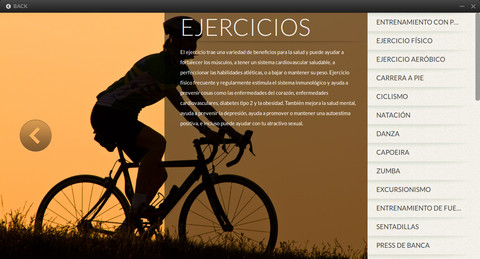 BACK
EJERCICIOS
El ejercicio trae una variedad de beneficios para la salud y puede ayudar a
fortalecer los músculos, a tener un sistema cardiovascular saludable, a
perfeccionar las habilidades atléticas, o a bajar o mantener su peso. Ejercicio
físico frecuente y regularmente estimula el sistema inmunológico y ayuda a
prevenir cosas como las enfermedades del corazón, enfermedades
cardiovasculares, diabetes tipo 2 y la obesidad. También mejora la salud mental,
ayuda a prevenir la depresión, ayuda a promover o mantener una autoestima
positiva, e incluso puede ayudar con tu atractivo sexual.
ENTRENAMIENTO CON P...
EJERCICIO FÍSICO
EJERCICIO AERÓBICO
CARRERA A PIE
CICLISMO
NATACIÓN
DANZA
CAPOEIRA
ZUMBA
EXCURSIONISMO
ENTRENAMIENTO DE FUE...
SENTADILLAS
PRESS DE BANCA